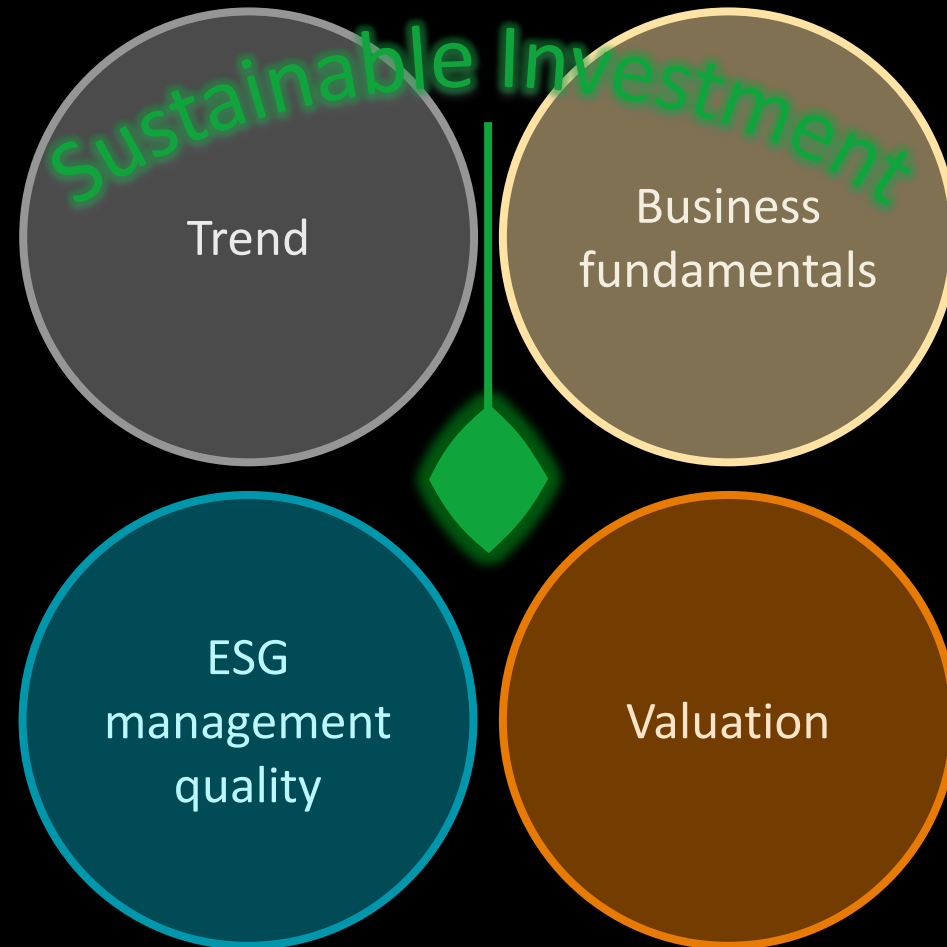 Sustainable Investment
Trend
Business
fundamentals
ESG
management
quality
Valuation